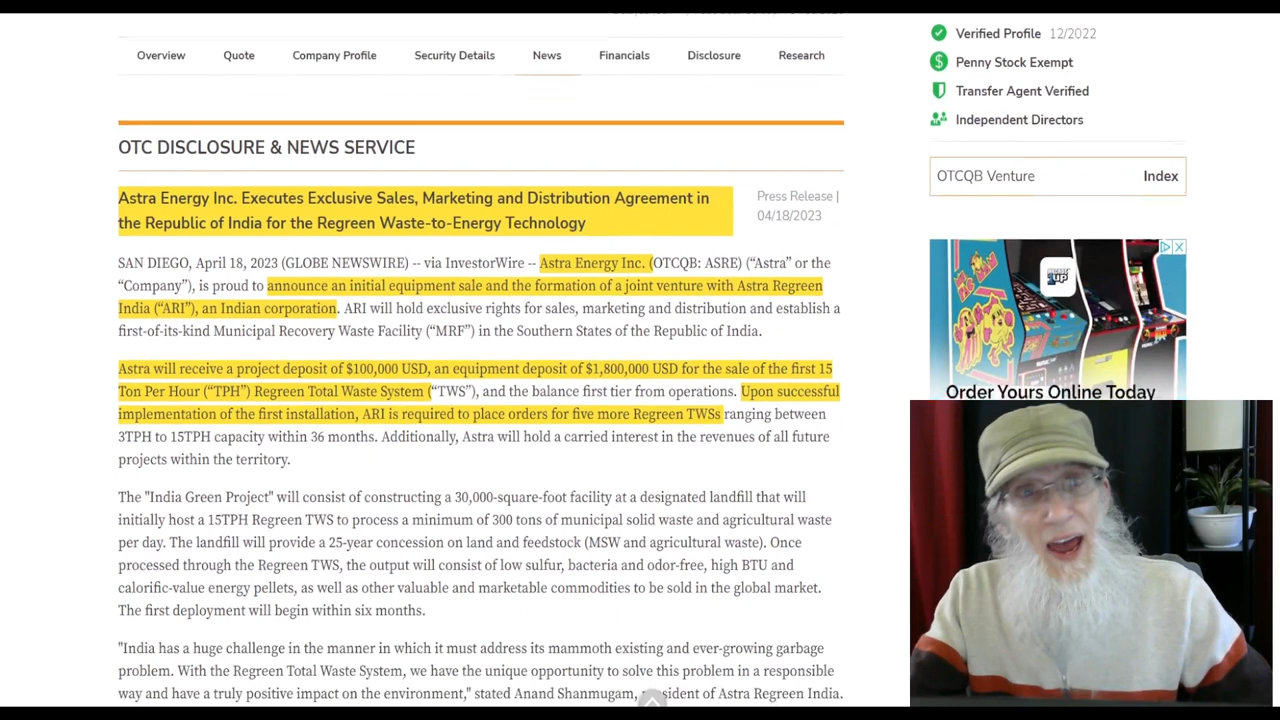 Overview Quote Company Profile Security Details News Financials Disclosure Research
OTC DISCLOSURE & NEWS SERVICE
Astra Energy Inc. Executes Exclusive Sales, Marketing and Distribution Agreement in
the Republic of India for the Regreen Waste-to-Energy Technology
Press Release |
04/18/2023
SAN DIEGO, April 18, 2023 (GLOBE NEWSWIRE) -- via InvestorWire -- Astra Energy Inc. (OTCQB: ASRE) (“Astra” or the
“Company”), is proud to announce an initial equipment sale and the formation of a joint venture with Astra Regreen
India (“ARI”), an Indian corporation. ARI will hold exclusive rights for sales, marketing and distribution and establish a
first-of-its-kind Municipal Recovery Waste Facility (“MRF”) in the Southern States of the Republic of India.
Astra will receive a project deposit of $100,000 USD, an equipment deposit of $1,800,000 USD for the sale of the first 15
Ton Per Hour (“TPH”) Regreen Total Waste System (“TWS”), and the balance first tier from operations. Upon successful
implementation of the first installation, ARI is required to place orders for five more Regreen TWSs ranging between
3TPH to 15TPH capacity within 36 months. Additionally, Astra will hold a carried interest in the revenues of all future
projects within the territory.
The "India Green Project” will consist of constructing a 30,000-square-foot facility at a designated landfill that will
initially host a 15TPH Regreen TWS to process a minimum of 300 tons of municipal solid waste and agricultural waste
per day. The landfill will provide a 25-year concession on land and feedstock (MSW and agricultural waste). Once
processed through the Regreen TWS, the output will consist of low sulfur, bacteria and odor-free, high BTU and
calorific-value energy pellets, as well as other valuable and marketable commodities to be sold in the global market.
The first deployment will begin within six months.
"India has a huge challenge in the manner in which it must address its mammoth existing and ever-growing garbage
problem. With the Regreen Total Waste System, we have the unique opportunity to solve this problem in a responsible
way and have a truly positive impact on the environment," stated Anand Shanmugam, of Astra Regreen India.
Verified Profile 12/2022
Penny Stock Exempt
Transfer Agent Verified
Independent Directors
OTCQB Venture Index
Order Yours Online Today